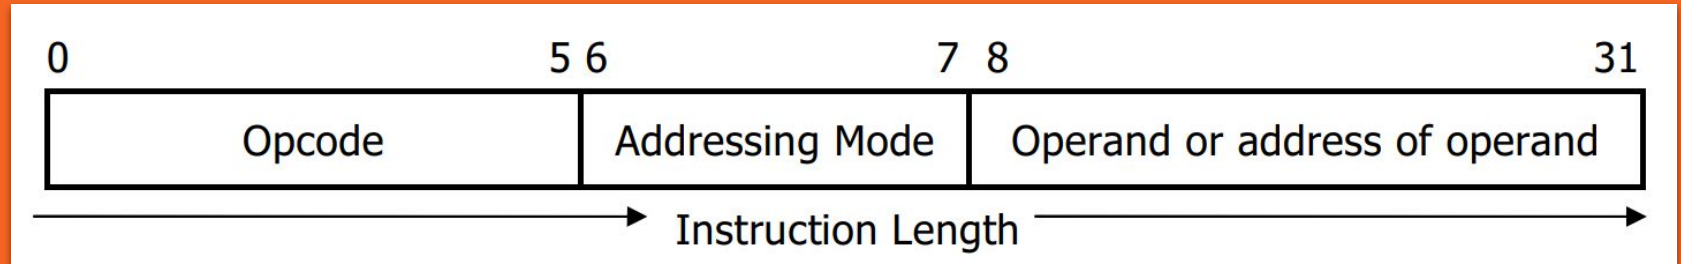 0 5 6 7 8 31
Opcode Addressing Mode Operand or address of operand
Instruction Length